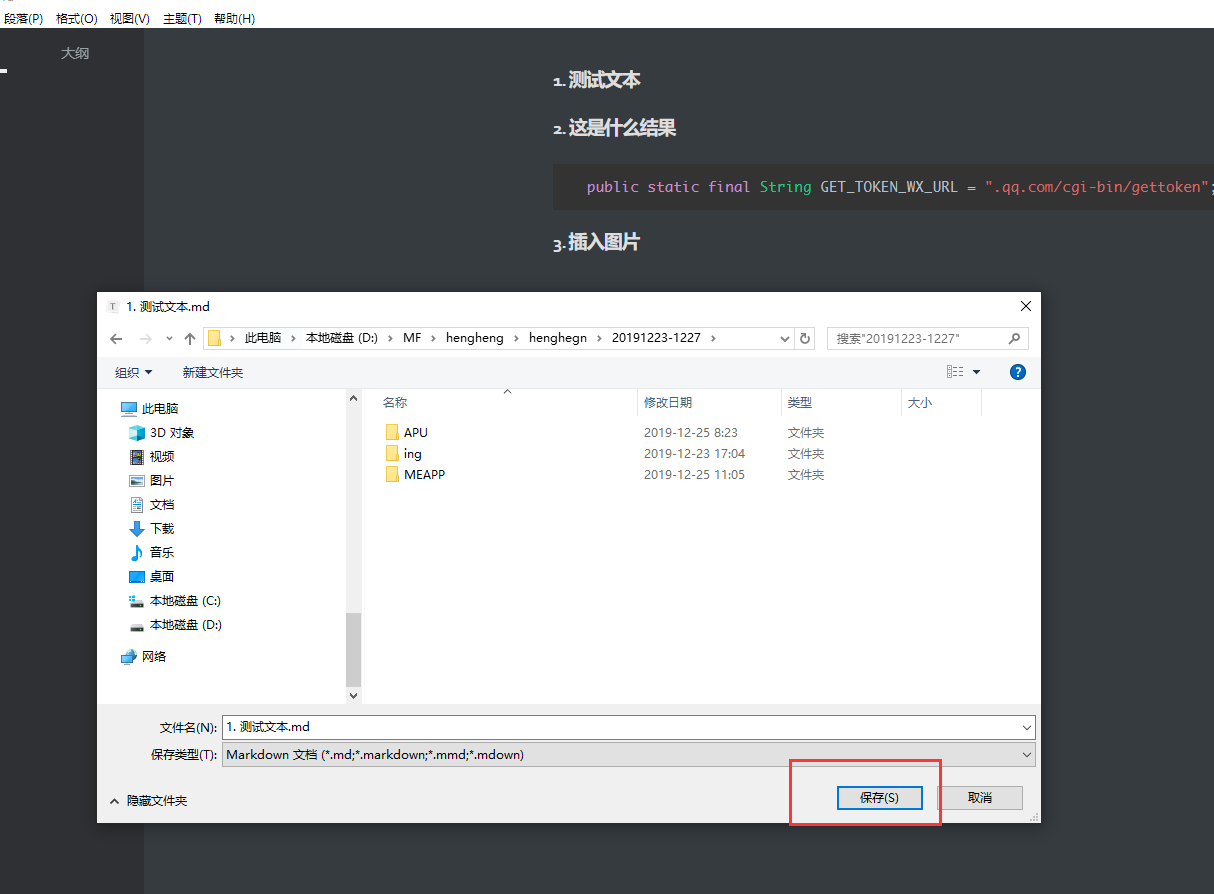 段落(P) 格式(O) 视图(V) 主题(T) 帮助(H)
大纲
1. 测试文本
2. 这是什么结果
public static final String GET_TOKEN_WX_URL = ".qq.com/cgi-bin/gettoken";
3. 插入图片
T 1. 测试文本.md
此电脑 本地磁盘 (D:) MF hengheng henghegn 20191223-1227 搜索"20191223-1227"
组织 新建文件夹 ?
名称 修改日期 类型 大小
APU 2019-12-25 8:23 文件夹
ing 2019-12-23 17:04 文件夹
MEAPP 2019-12-25 11:05 文件夹
此电脑
3D 对象
视频
图片
文档
下载
音乐
桌面
本地磁盘 (C:)
本地磁盘 (D:)
网络
文件名(N): 1. 测试文本.md
保存类型(T): Markdown 文档 (*.md;*.markdown;*.mmd;*.mdown)
隐藏文件夹 保存(S) 取消